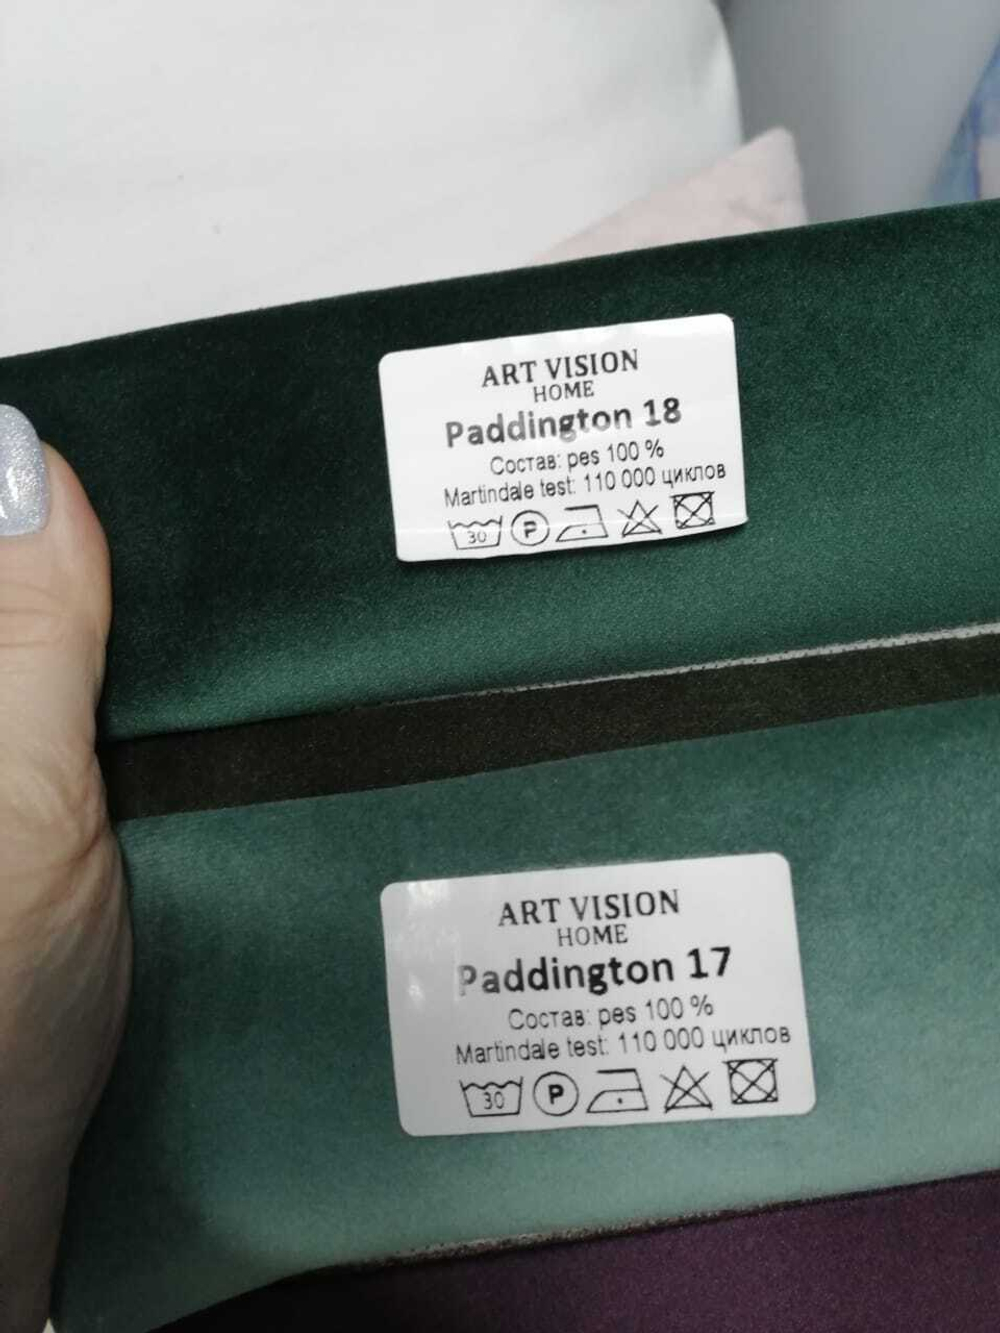 ART VISION
HOME
Paddington 18
Состав: pes 100 %
Martindale test: 110 000 циклов
30 P
ART VISION
HOME
Paddington 17
Состав: pes 100 %
Martindale test: 110 000 циклов
30 P